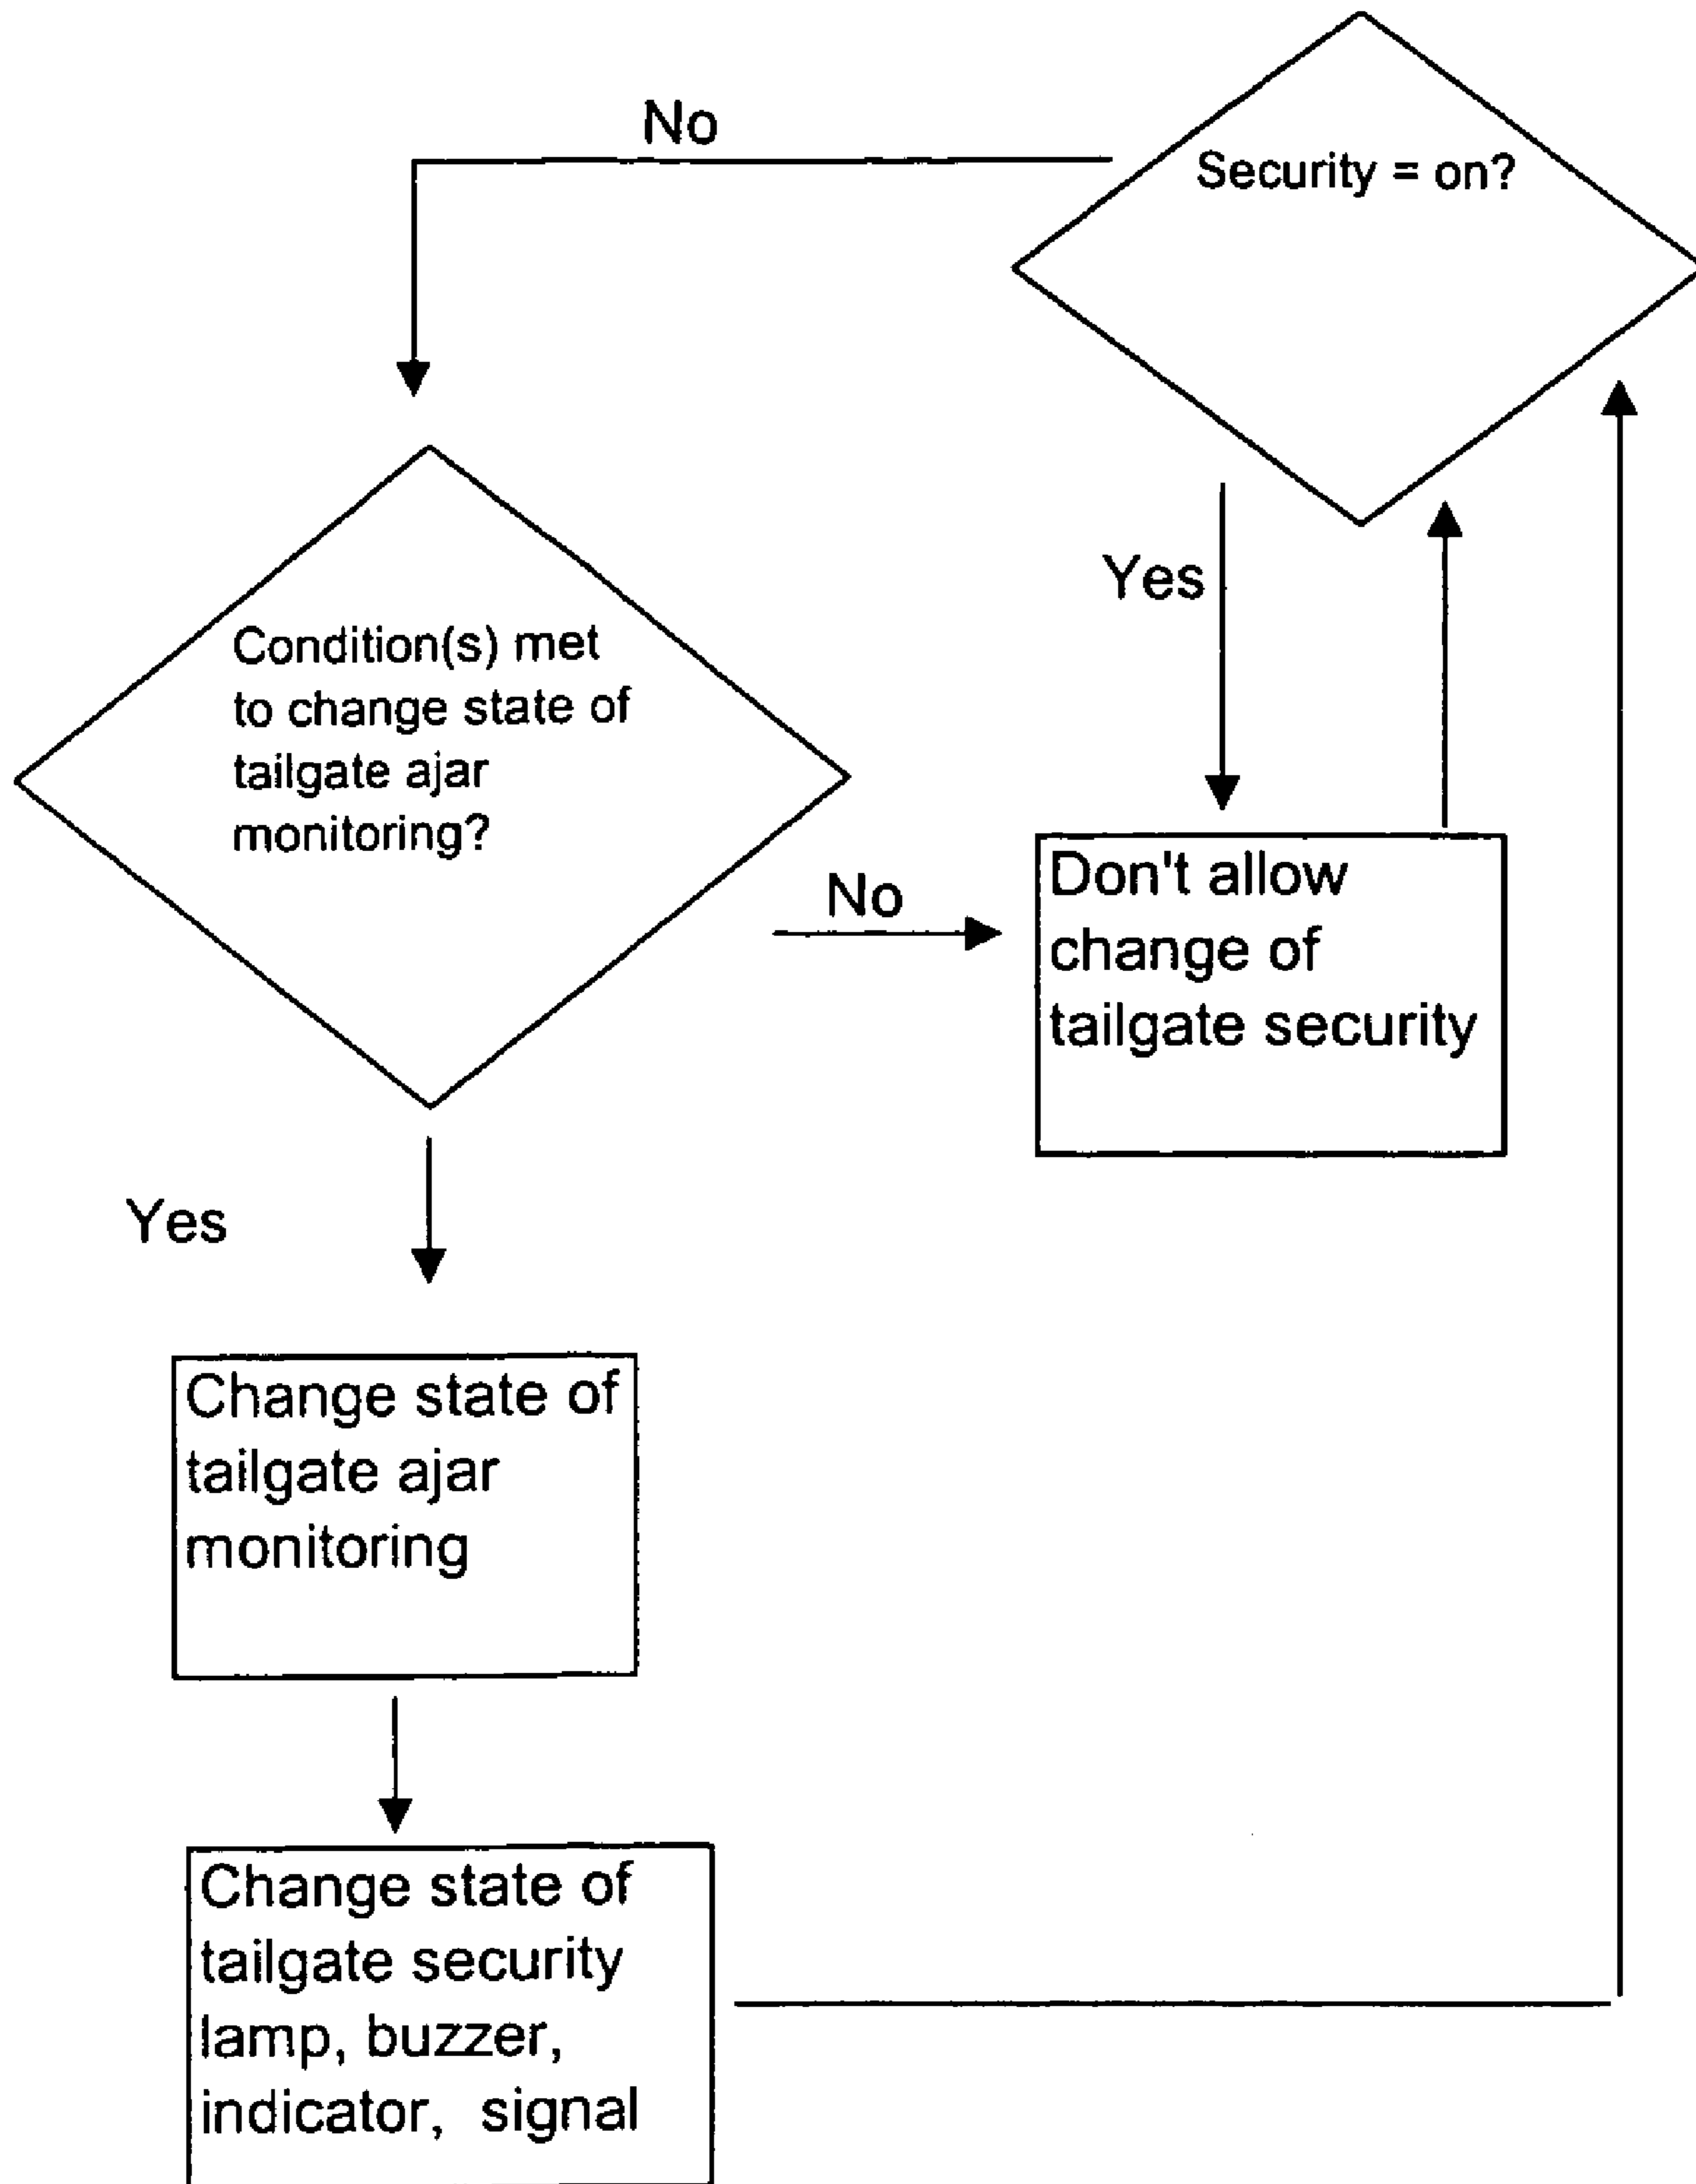 No
Security = on?
Yes
Condition(s) met
to change state of
tailgate ajar
monitoring?
No
Don't allow
change of
tailgate security
Yes
Change state of
tailgate ajar
monitoring
Change state of
tailgate security
lamp, buzzer,
indicator, signal